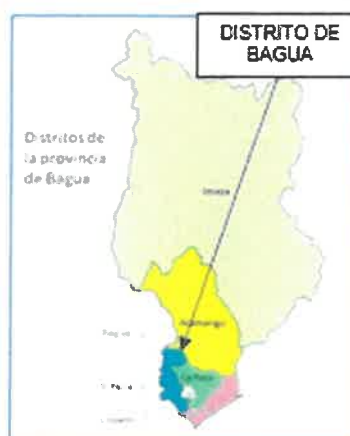 DISTRITO DE
BAGUA
Distritos de
la provincia
de Bagua
Imaza
Aramango
La Peca